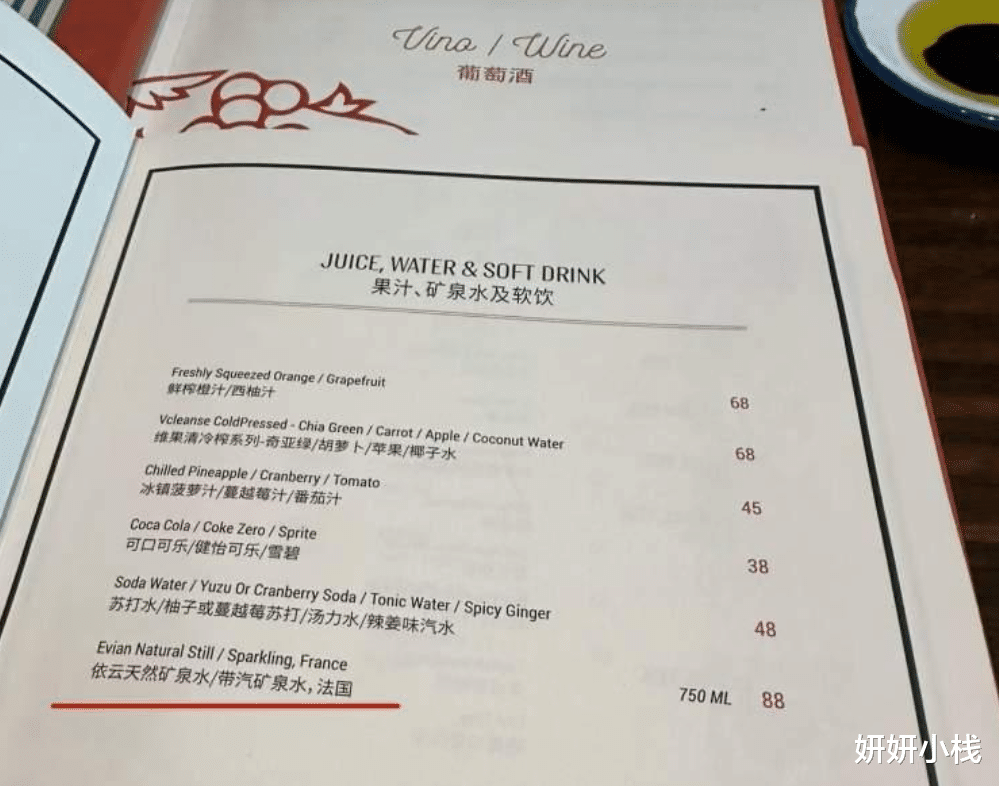 Vino / Wine
葡萄酒
JUICE, WATER & SOFT DRINK
果汁、矿泉水及软饮
Freshly Squeezed Orange / Grapefruit
鲜榨橙汁/西柚汁
68
Vcleanse ColdPressed - Chia Green / Carrot / Apple / Coconut Water
维果清冷榨系列-奇亚绿/胡萝卜/苹果/椰子水
68
Chilled Pineapple / Cranberry / Tomato
冰镇菠萝汁/蔓越莓汁/番茄汁
45
Coca Cola / Coke Zero / Sprite
可口可乐/健怡可乐/雪碧
38
Soda Water / Yuzu Or Cranberry Soda / Tonic Water / Spicy Ginger
苏打水/柚子或蔓越莓苏打/汤力水/辣姜味汽水
48
Evian Natural Still / Sparkling, France
依云天然矿泉水/带汽矿泉水，法国
750 ML 88
妍妍小栈